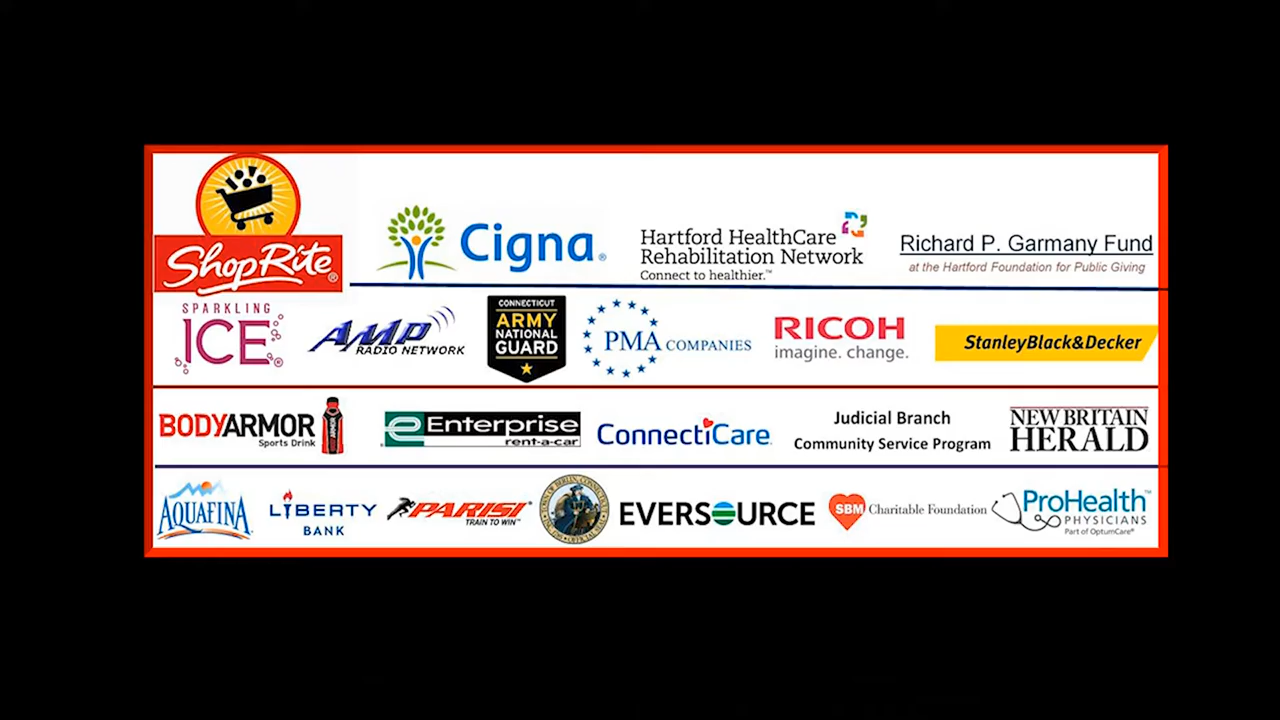 ShopRite®
Cigna®
Hartford HealthCare
Rehabilitation Network
Connect to healthier.™
Richard P. Garmany Fund
at the Hartford Foundation for Public Giving
SPARKLING
ICE®
AMP
RADIO NETWORK
CONNECTICUT
ARMY
NATIONAL
GUARD
PMA COMPANIES
RICOH
imagine. change.
StanleyBlack&Decker
BODYARMOR
Sports Drink
Enterprise
rent-a-car
ConnectiCare
Judicial Branch
Community Service Program
NEW BRITAIN
HERALD
AQUAFINA
LIBERTY
BANK
PARISI
TRAIN TO WIN™
EVERSOURCE
SBM Charitable Foundation
ProHealth™
PHYSICIANS
Part of OptumCare®